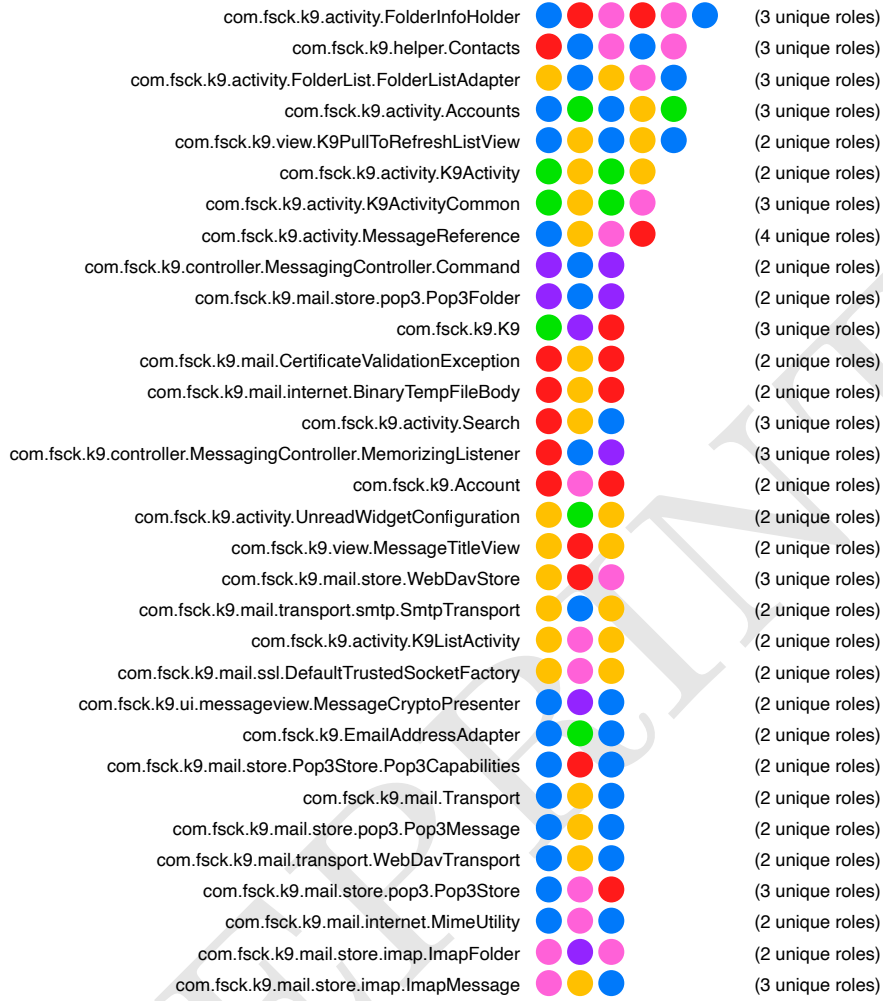 com.fsck.k9.activity.FolderInfoHolder (3 unique roles)
com.fsck.k9.helper.Contacts (3 unique roles)
com.fsck.k9.activity.FolderList.FolderListAdapter (3 unique roles)
com.fsck.k9.activity.Accounts (3 unique roles)
com.fsck.k9.view.K9PullToRefreshListView (2 unique roles)
com.fsck.k9.activity.K9Activity (2 unique roles)
com.fsck.k9.activity.K9ActivityCommon (3 unique roles)
com.fsck.k9.activity.MessageReference (4 unique roles)
com.fsck.k9.controller.MessagingController.Command (2 unique roles)
com.fsck.k9.mail.store.pop3.Pop3Folder (2 unique roles)
com.fsck.k9.K9 (3 unique roles)
com.fsck.k9.mail.CertificateValidationException (2 unique roles)
com.fsck.k9.mail.internet.BinaryTempFileBody (2 unique roles)
com.fsck.k9.activity.Search (3 unique roles)
com.fsck.k9.controller.MessagingController.MemorizingListener (3 unique roles)
com.fsck.k9.Account (2 unique roles)
com.fsck.k9.activity.UnreadWidgetConfiguration (2 unique roles)
com.fsck.k9.view.MessageTitleView (2 unique roles)
com.fsck.k9.mail.store.WebDavStore (3 unique roles)
com.fsck.k9.mail.transport.smtp.SmtpTransport (2 unique roles)
com.fsck.k9.activity.K9ListActivity (2 unique roles)
com.fsck.k9.mail.ssl.DefaultTrustedSocketFactory (2 unique roles)
com.fsck.k9.ui.messageview.MessageCryptoPresenter (2 unique roles)
com.fsck.k9.EmailAddressAdapter (2 unique roles)
com.fsck.k9.mail.store.Pop3Store.Pop3Capabilities (2 unique roles)
com.fsck.k9.mail.Transport (2 unique roles)
com.fsck.k9.mail.store.pop3.Pop3Message (2 unique roles)
com.fsck.k9.mail.transport.WebDavTransport (2 unique roles)
com.fsck.k9.mail.store.pop3.Pop3Store (3 unique roles)
com.fsck.k9.mail.internet.MimeUtility (2 unique roles)
com.fsck.k9.mail.store.imap.ImapFolder (2 unique roles)
com.fsck.k9.mail.store.imap.ImapMessage (3 unique roles)